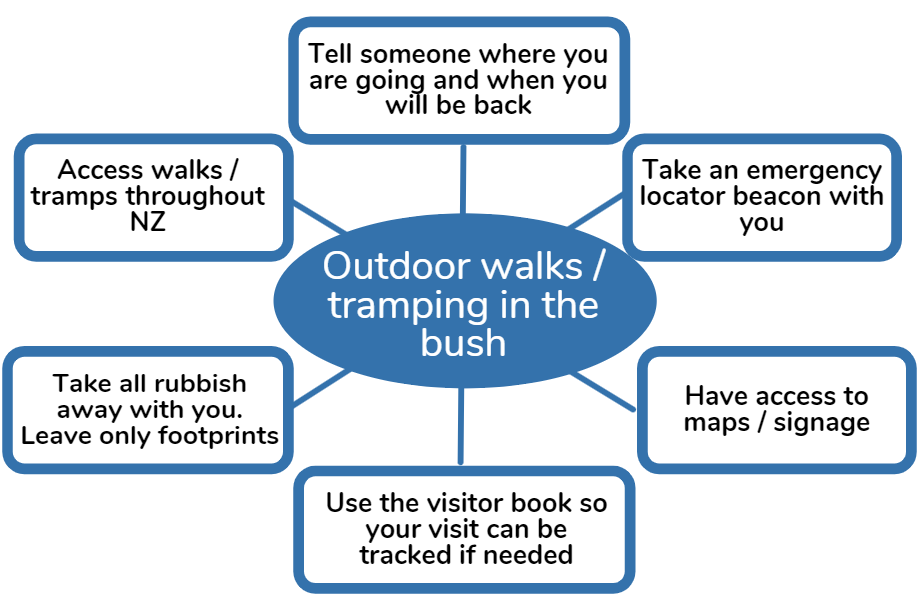 Tell someone where you
are going and when you
will be back
Access walks /
tramps throughout
NZ
Take an emergency
locator beacon with
you
Outdoor walks /
tramping in the
bush
Take all rubbish
away with you.
Leave only footprints
Have access to
maps / signage
Use the visitor book so
your visit can be
tracked if needed